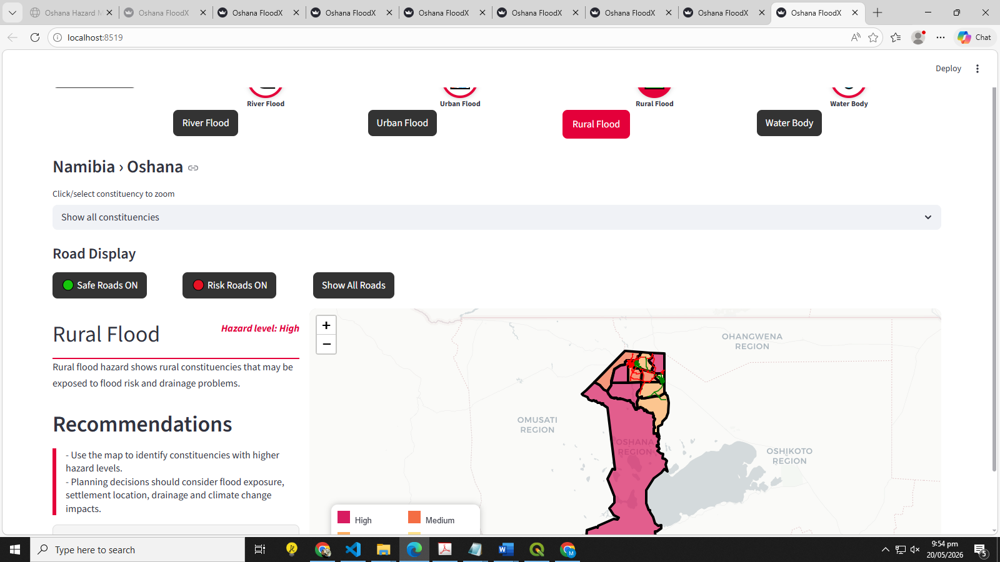 Oshana Hazard M
Oshana FloodX
Oshana FloodX
Oshana FloodX
Oshana FloodX
Oshana FloodX
Oshana FloodX
Oshana FloodX
Oshana FloodX
localhost:8519
Chat
Deploy
River Flood
Urban Flood
Rural Flood
Water Body
River Flood
Urban Flood
Rural Flood
Water Body
Namibia › Oshana
Click/select constituency to zoom
Show all constituencies
Road Display
Safe Roads ON
Risk Roads ON
Show All Roads
Rural Flood
Hazard level: High
Rural flood hazard shows rural constituencies that may be
exposed to flood risk and drainage problems.
Recommendations
- Use the map to identify constituencies with higher
hazard levels.
- Planning decisions should consider flood exposure,
settlement location, drainage and climate change
impacts.
+
−
OHANGWENA
REGION
OMUSATI
REGION
OSHANA
REGION
OSHIKOTO
REGION
High
Medium
Type here to search
9:54 pm
20/05/2026
5